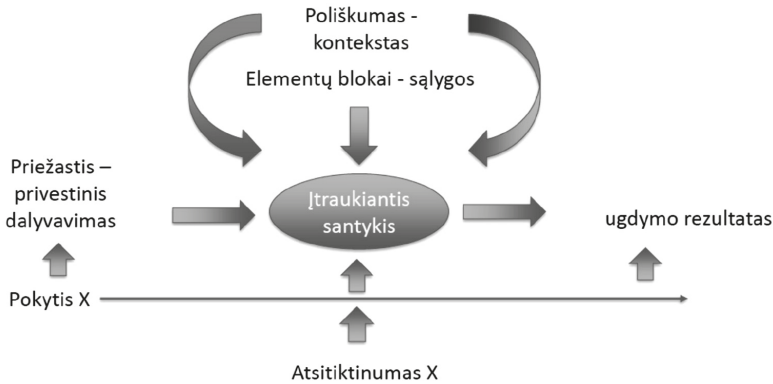 Poliškumas -
kontekstas
Elementų blokai - sąlygos
Priežastis –
privestinis
dalyvavimas
Įtraukiantis
santykis
ugdymo rezultatas
Pokytis X
Atsitiktinumas X